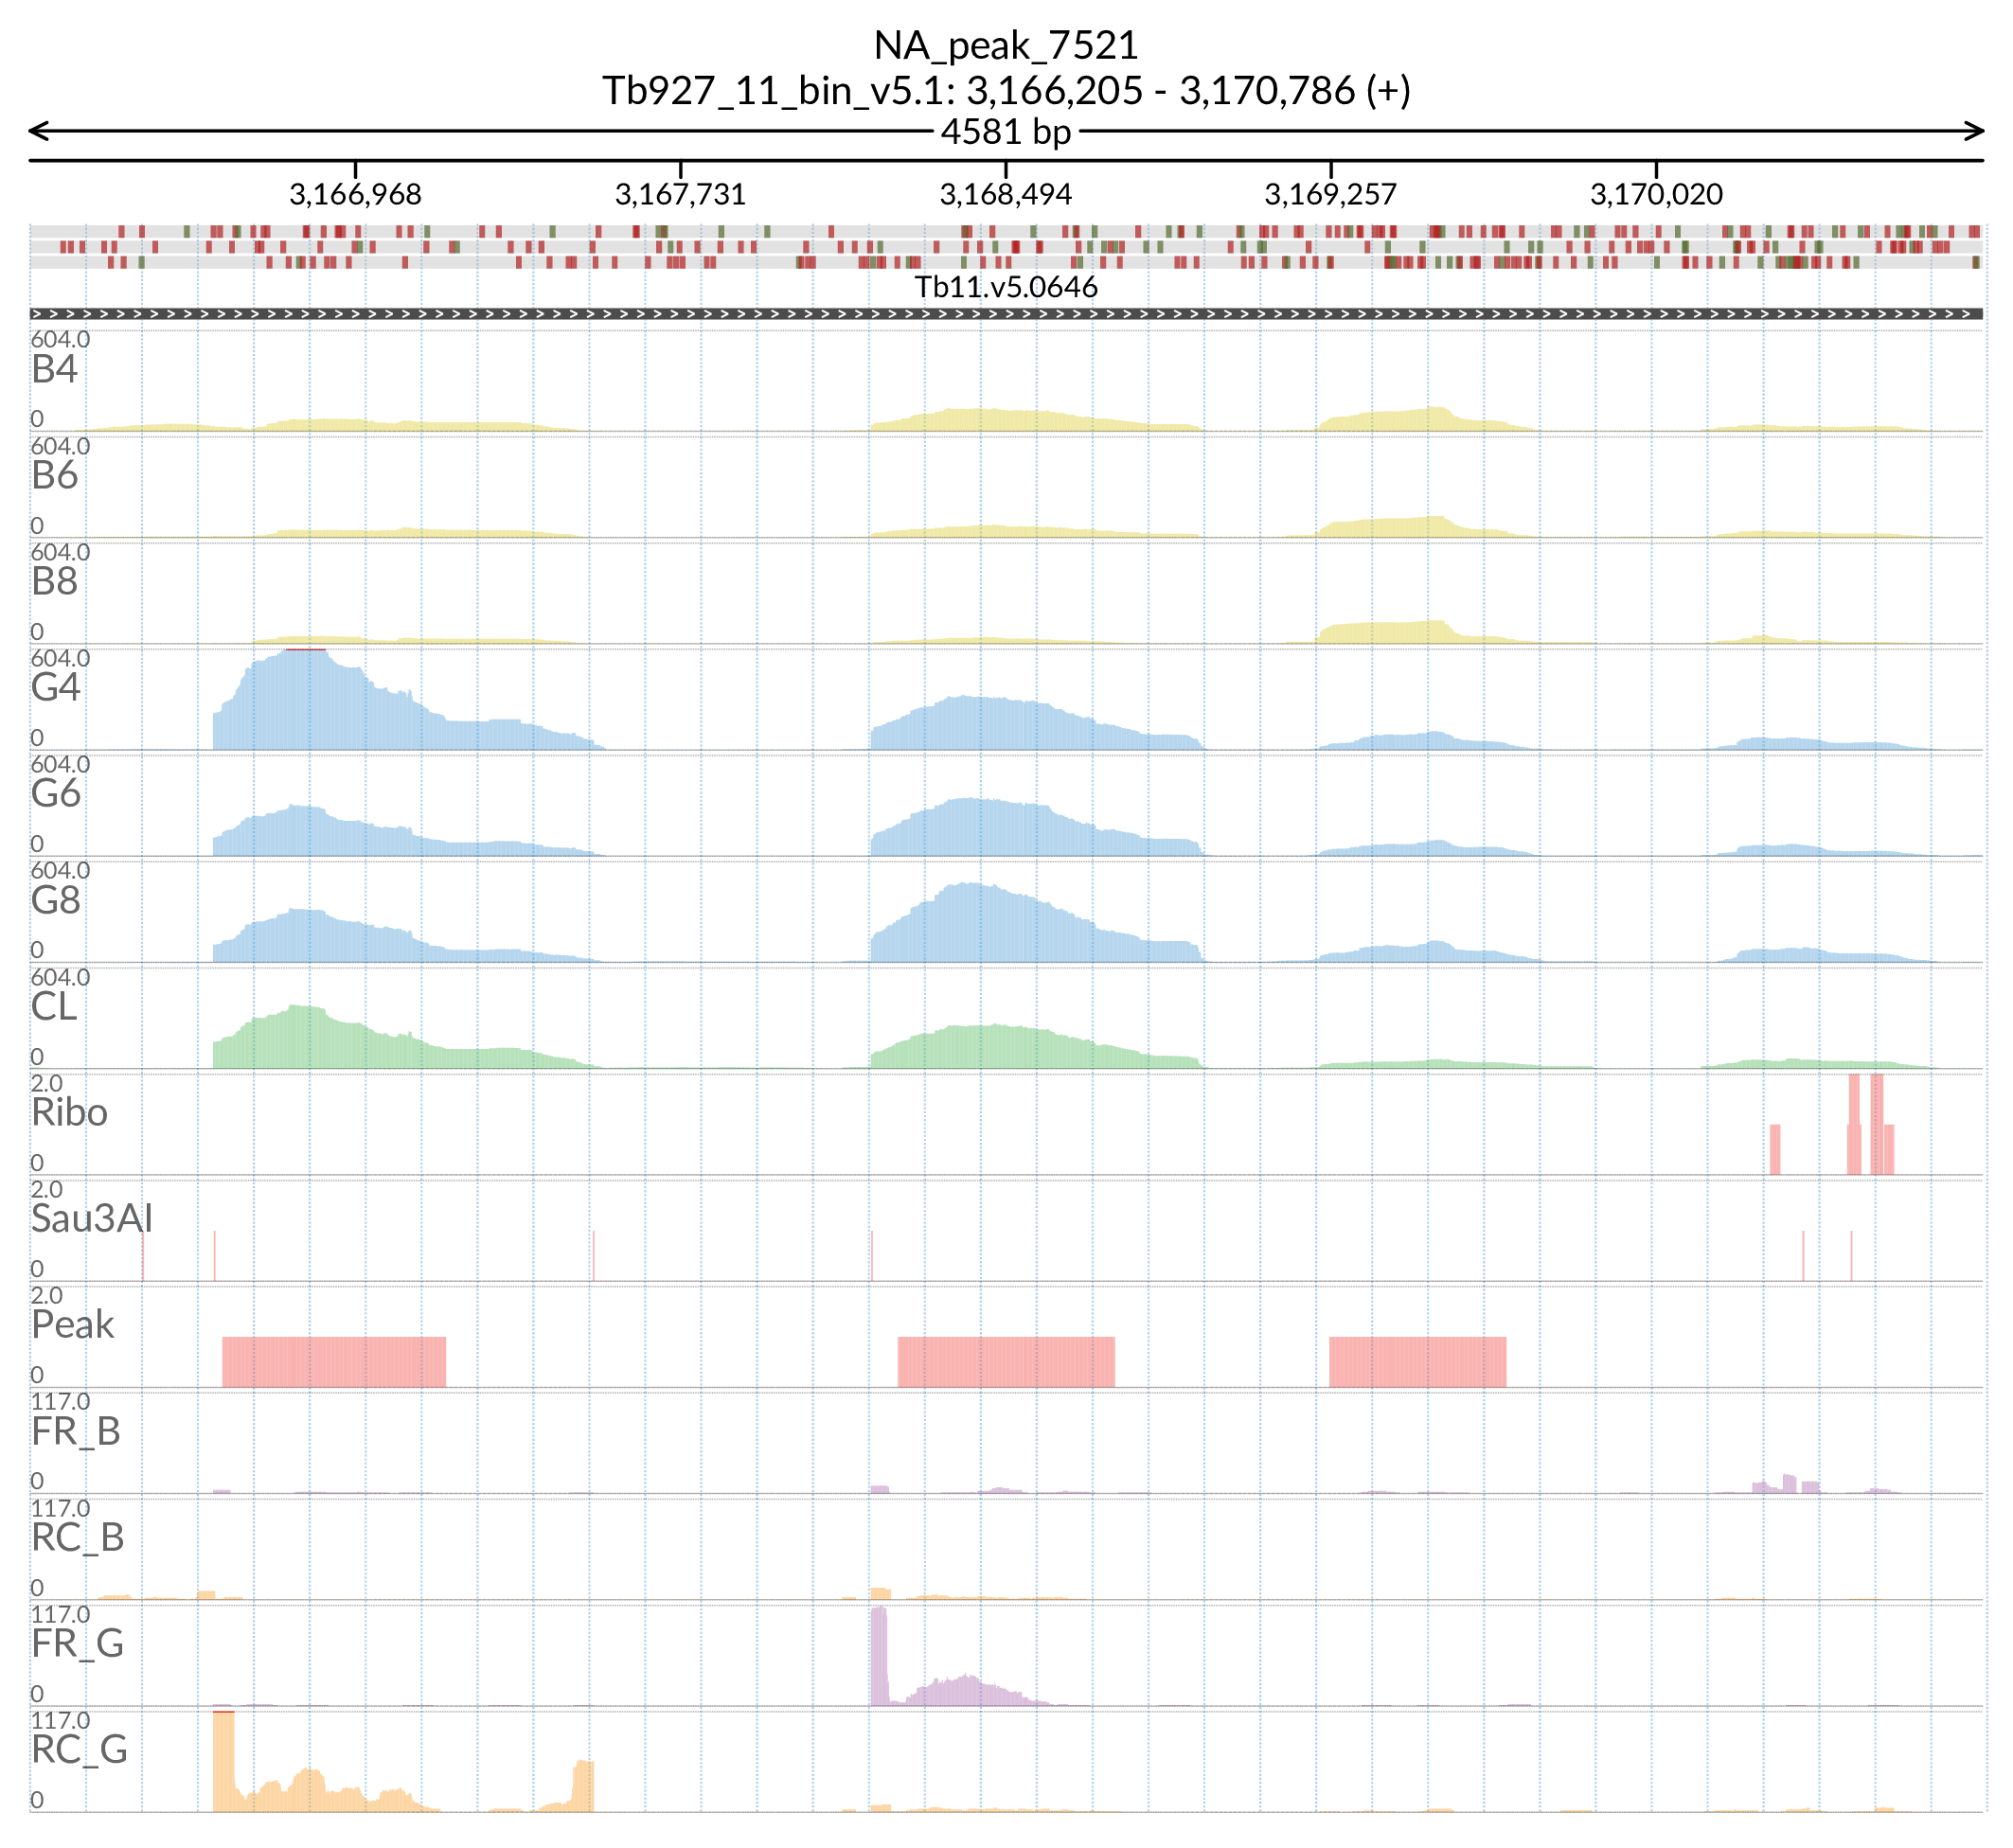 NA_peak_7521
Tb927_11_bin_v5.1: 3,166,205 - 3,170,786 (+)
4581 bp
3,166,968 3,167,731 3,168,494 3,169,257 3,170,020
Tb11.v5.0646
604.0
B4
0
604.0
B6
0
604.0
B8
0
604.0
G4
0
604.0
G6
0
604.0
G8
0
604.0
CL
0
2.0
Ribo
0
2.0
Sau3AI
0
2.0
Peak
0
117.0
FR_B
0
117.0
RC_B
0
117.0
FR_G
0
117.0
RC_G
0